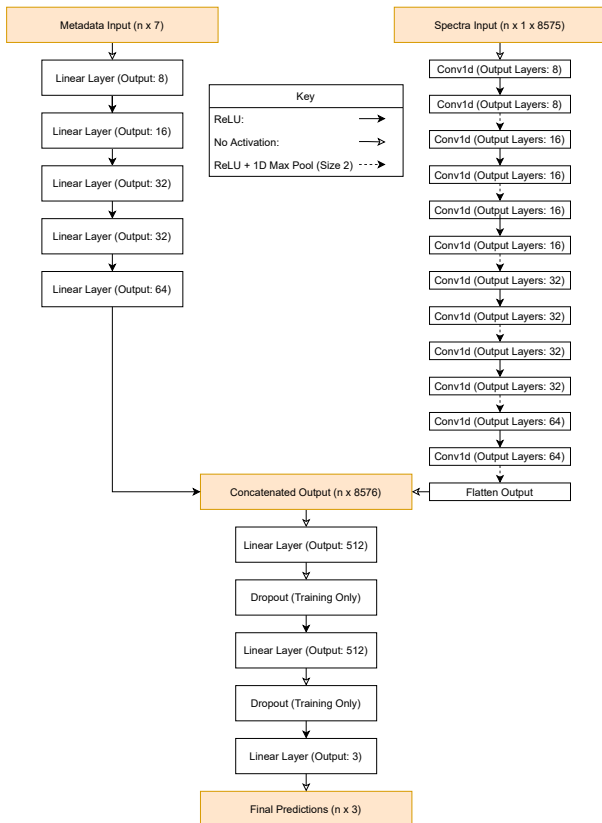 Metadata Input (n x 7)
Linear Layer (Output: 8)
Linear Layer (Output: 16)
Linear Layer (Output: 32)
Linear Layer (Output: 32)
Linear Layer (Output: 64)
Key
ReLU:
No Activation:
ReLU + 1D Max Pool (Size 2)
Spectra Input (n x 1 x 8575)
Conv1d (Output Layers: 8)
Conv1d (Output Layers: 8)
Conv1d (Output Layers: 16)
Conv1d (Output Layers: 16)
Conv1d (Output Layers: 16)
Conv1d (Output Layers: 16)
Conv1d (Output Layers: 32)
Conv1d (Output Layers: 32)
Conv1d (Output Layers: 32)
Conv1d (Output Layers: 32)
Conv1d (Output Layers: 64)
Conv1d (Output Layers: 64)
Flatten Output
Concatenated Output (n x 8576)
Linear Layer (Output: 512)
Dropout (Training Only)
Linear Layer (Output: 512)
Dropout (Training Only)
Linear Layer (Output: 3)
Final Predictions (n x 3)